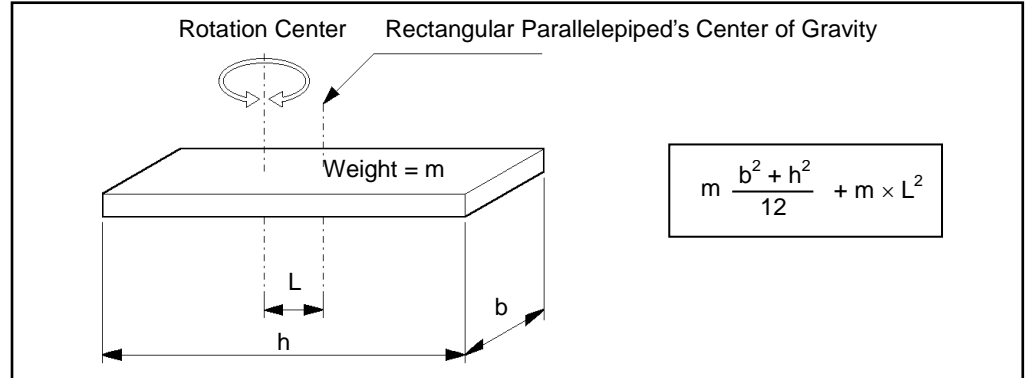 Rotation Center
Rectangular Parallelepiped's Center of Gravity
Weight = m
m (b² + h²)/12 + m × L²
L
b
h